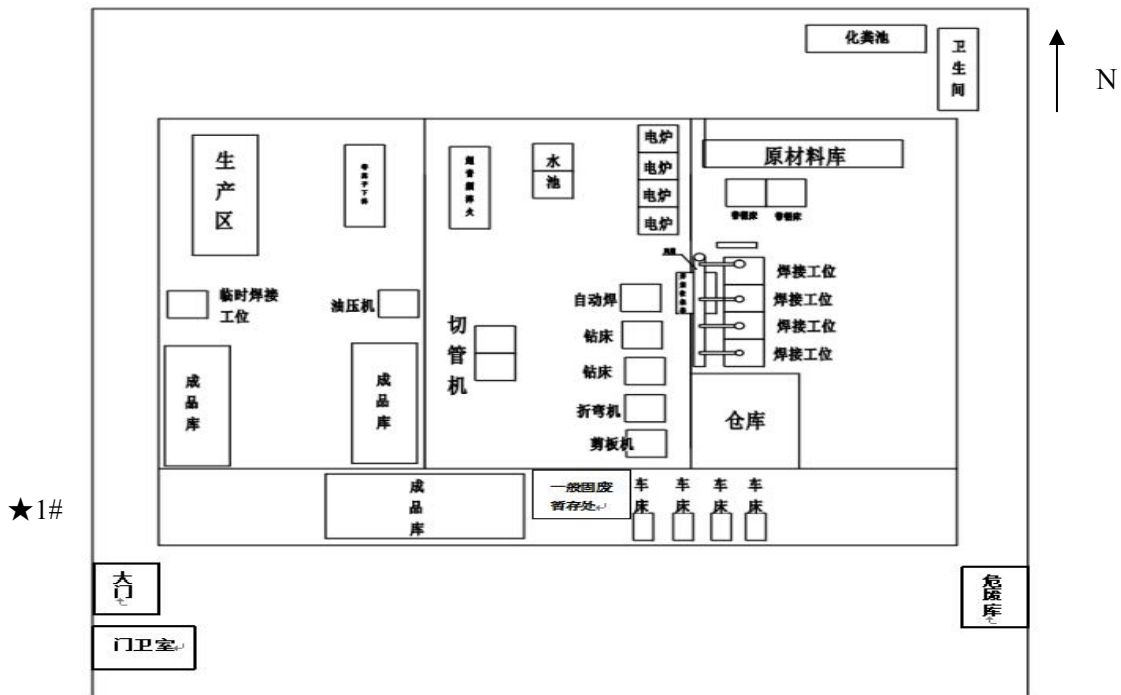 化粪池
卫生间
N
生产区
水池
电炉
电炉
电炉
电炉
原材料库
临时焊接
工位
油压机
切管机
自动焊
钻床
钻床
折弯机
剪板机
焊接工位
焊接工位
焊接工位
焊接工位
成品库
成品库
仓库
★1#
成品库
一般固废
暂存处
车床
车床
车床
车床
大门
门卫室
危废库